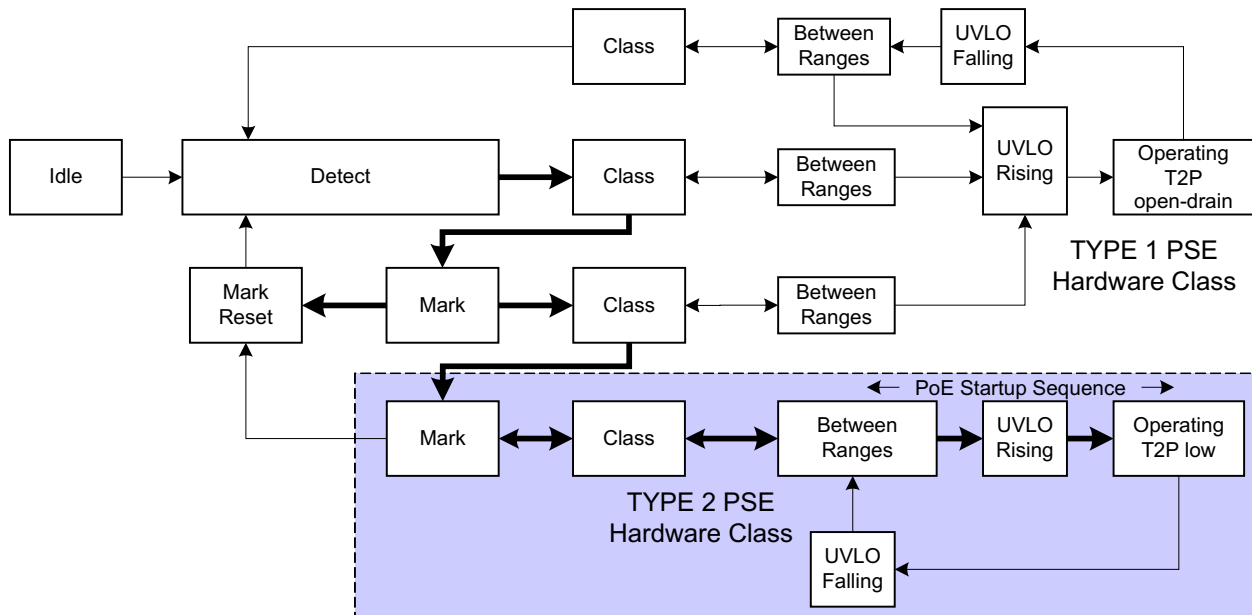 Class
Between
Ranges
UVLO
Falling
Idle
Detect
Class
Between
Ranges
UVLO
Rising
Operating
T2P
open-drain
TYPE 1 PSE
Hardware Class
Mark
Reset
Mark
Class
Between
Ranges
PoE Startup Sequence
Mark
Class
Between
Ranges
UVLO
Rising
Operating
T2P low
TYPE 2 PSE
Hardware Class
UVLO
Falling